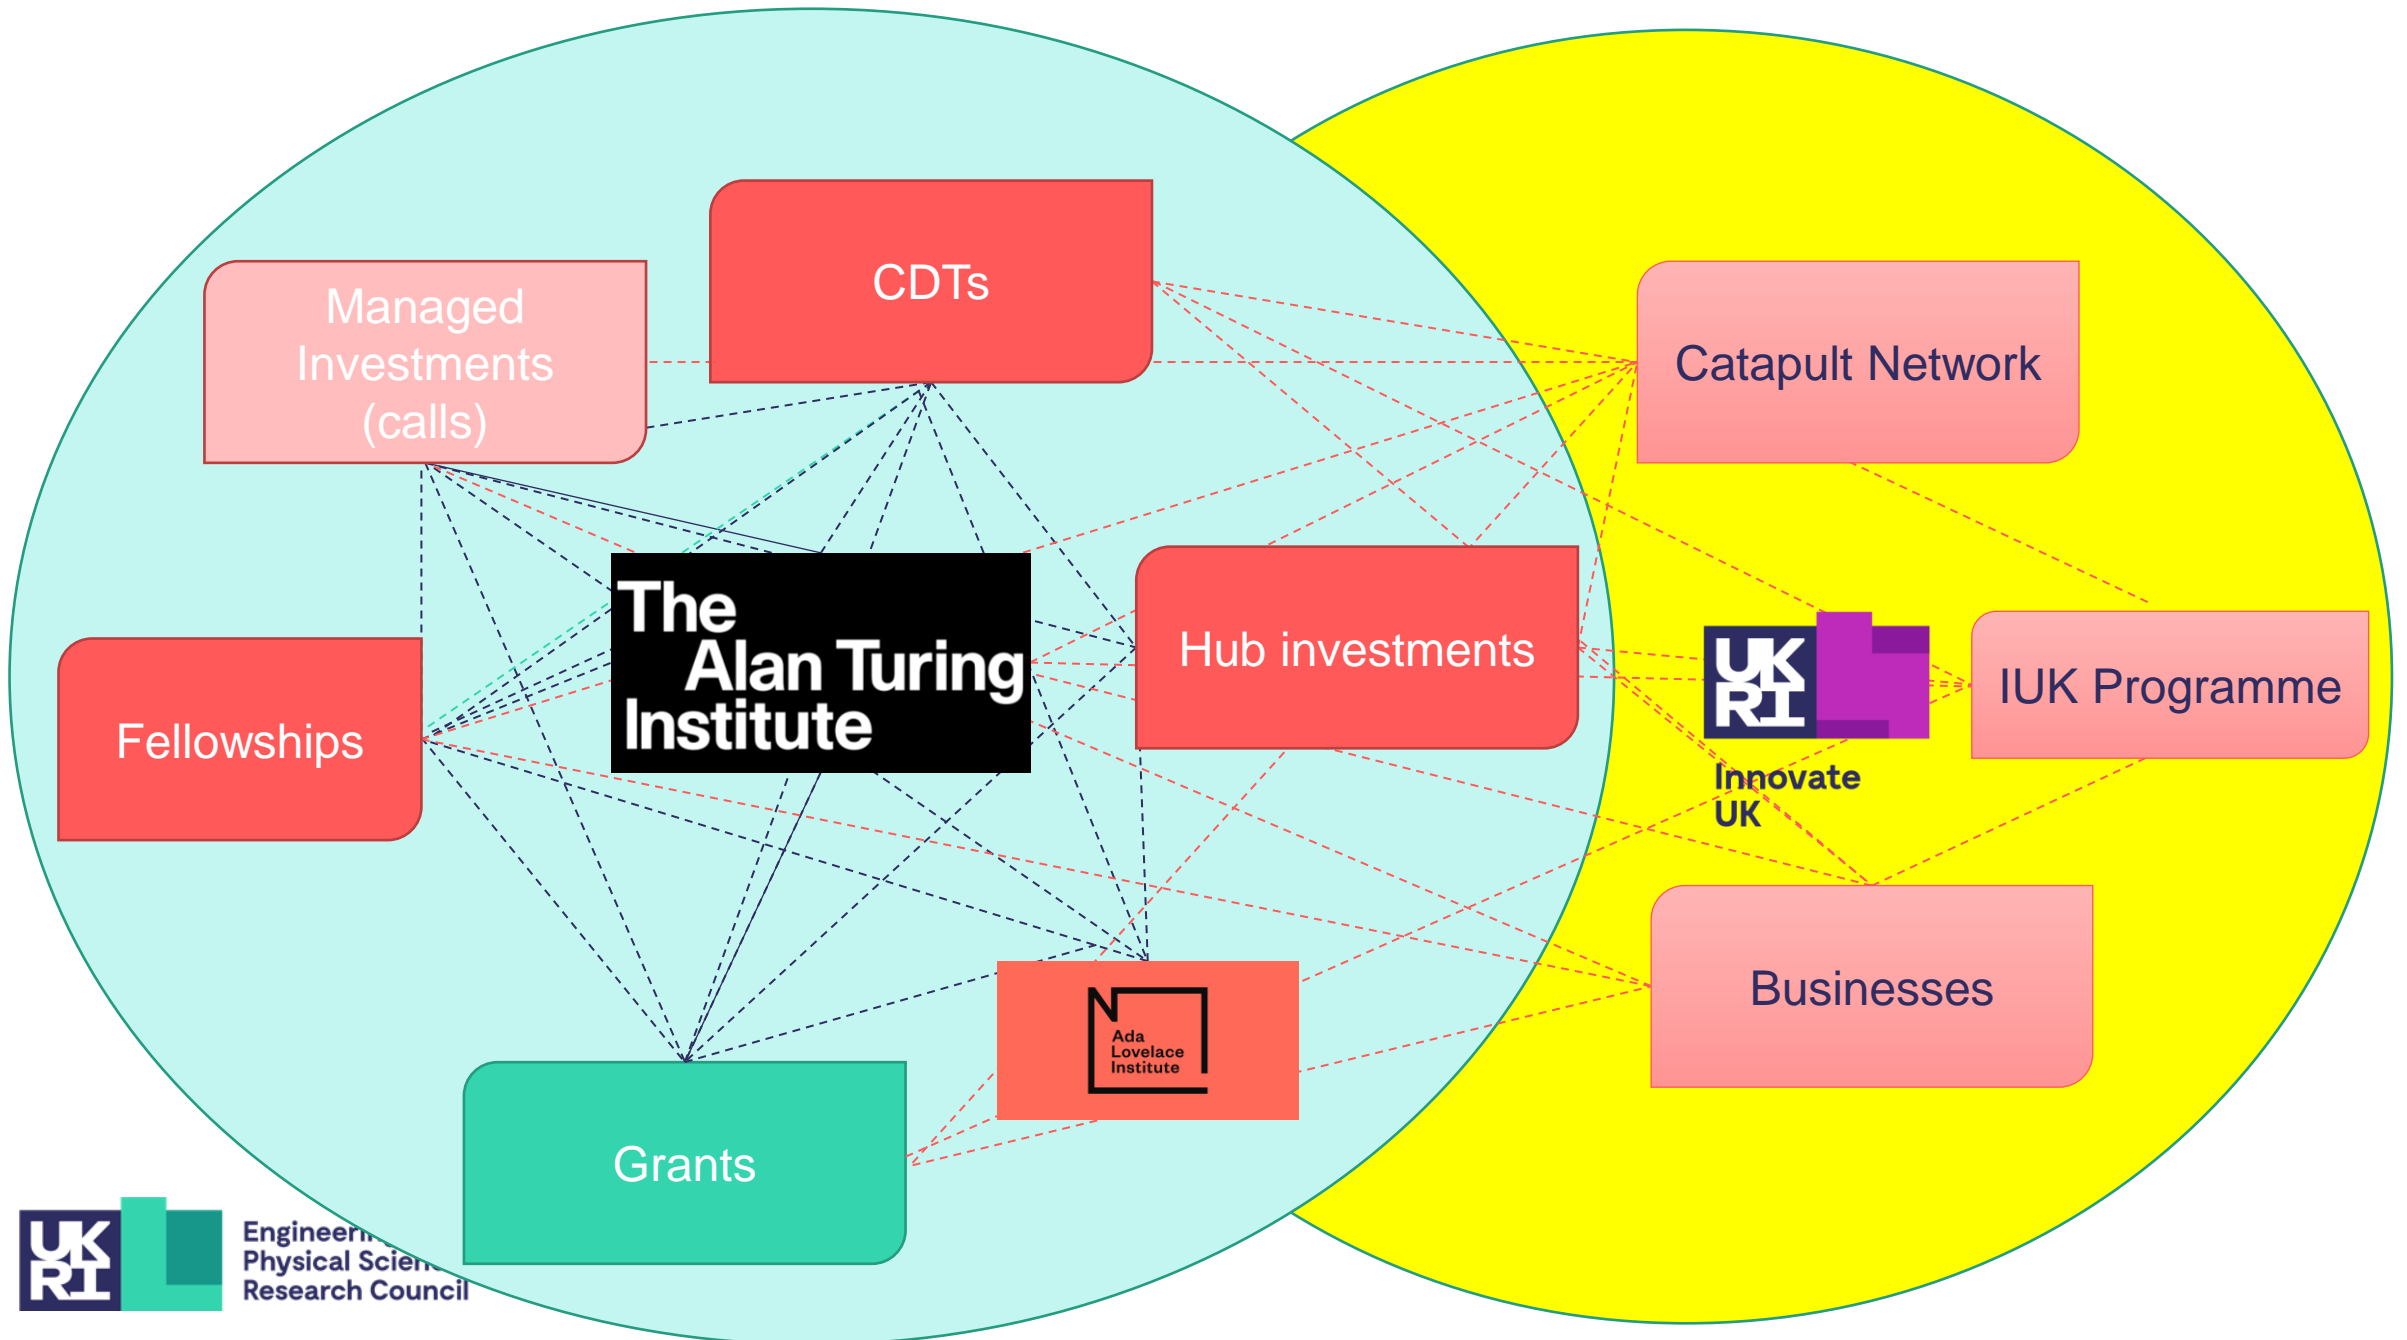 CDTs
Managed
Investments
(calls)
Catapult Network
The
Alan Turing
Institute
Hub investments
UK
RI
Innovate
UK
IUK Programme
Fellowships
Businesses
Ada
Lovelace
Institute
Grants
UK
RI
Physical
Research Council